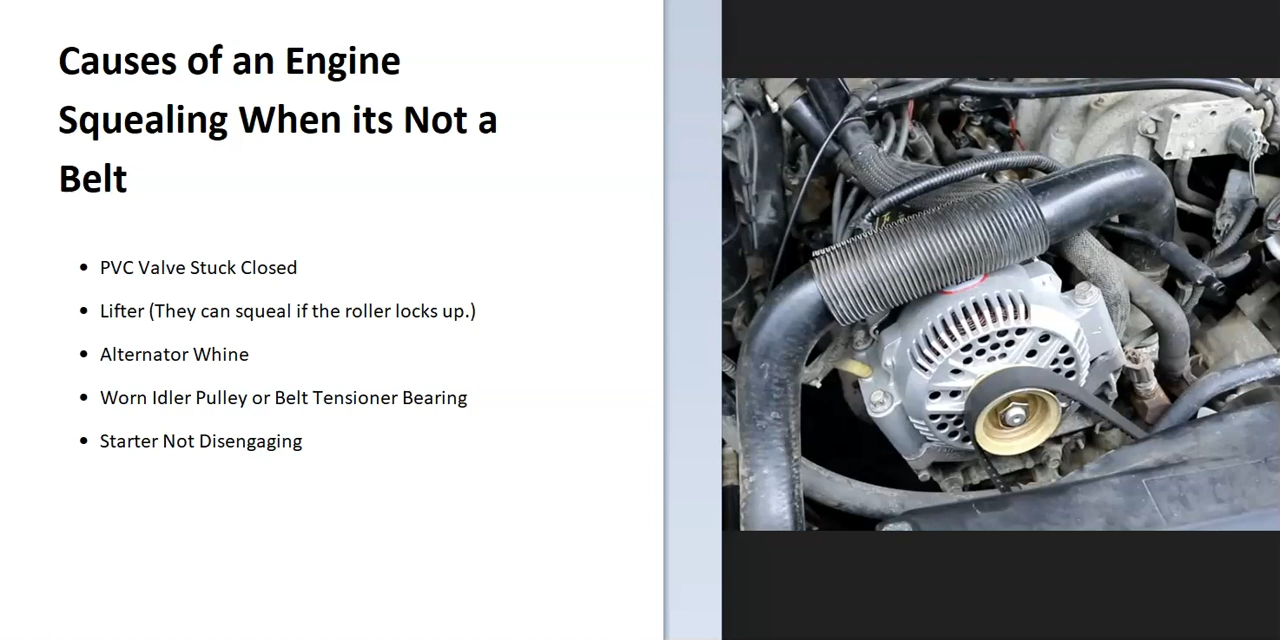 Causes of an Engine
Squealing When its Not a
Belt
• PVC Valve Stuck Closed
• Lifter (They can squeal if the roller locks up.)
• Alternator Whine
• Worn Idler Pulley or Belt Tensioner Bearing
• Starter Not Disengaging